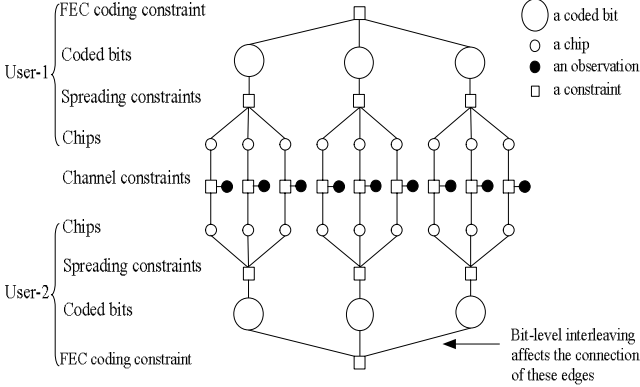 FEC coding constraint
Coded bits
User-1
Spreading constraints
Chips
Channel constraints
Chips
Spreading constraints
User-2
Coded bits
FEC coding constraint
a coded bit
a chip
an observation
a constraint
Bit-level interleaving
affects the connection
of these edges